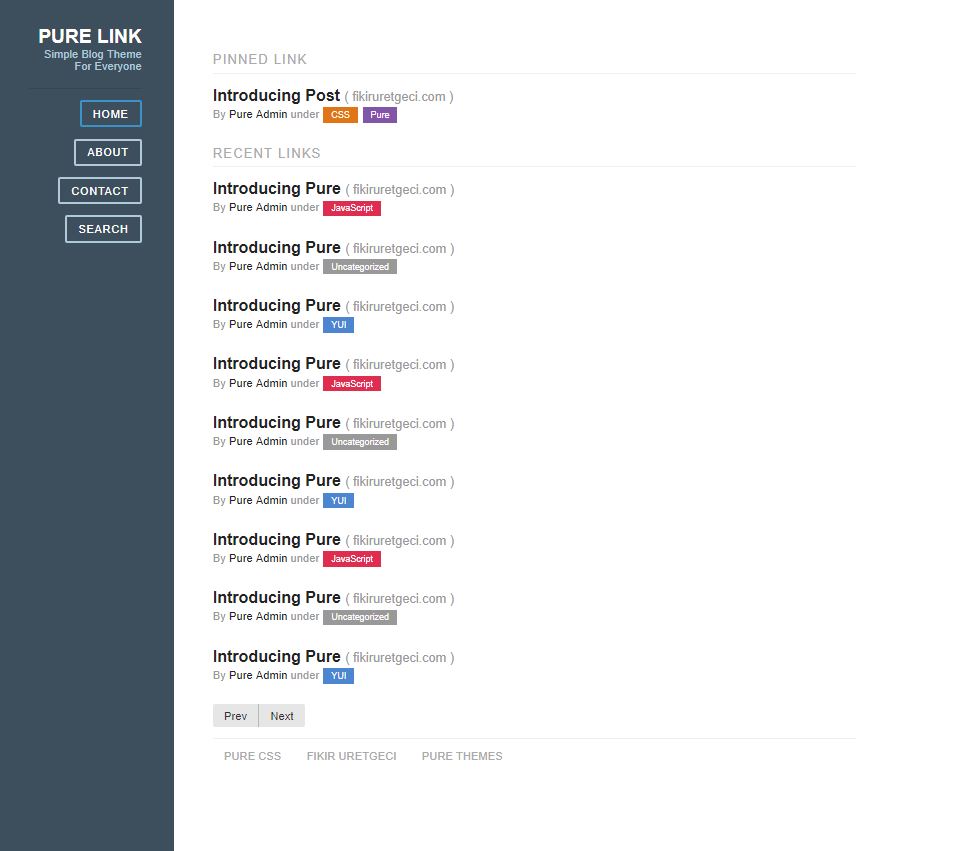 PURE LINK
Simple Blog Theme
For Everyone
HOME
ABOUT
CONTACT
SEARCH
PINNED LINK
Introducing Post ( fikiruretgeci.com )
By Pure Admin under CSS Pure
RECENT LINKS
Introducing Pure ( fikiruretgeci.com )
By Pure Admin under JavaScript
Introducing Pure ( fikiruretgeci.com )
By Pure Admin under Uncategorized
Introducing Pure ( fikiruretgeci.com )
By Pure Admin under YUI
Introducing Pure ( fikiruretgeci.com )
By Pure Admin under JavaScript
Introducing Pure ( fikiruretgeci.com )
By Pure Admin under Uncategorized
Introducing Pure ( fikiruretgeci.com )
By Pure Admin under YUI
Introducing Pure ( fikiruretgeci.com )
By Pure Admin under JavaScript
Introducing Pure ( fikiruretgeci.com )
By Pure Admin under Uncategorized
Introducing Pure ( fikiruretgeci.com )
By Pure Admin under YUI
Prev Next
PURE CSS FIKIR URETGECI PURE THEMES